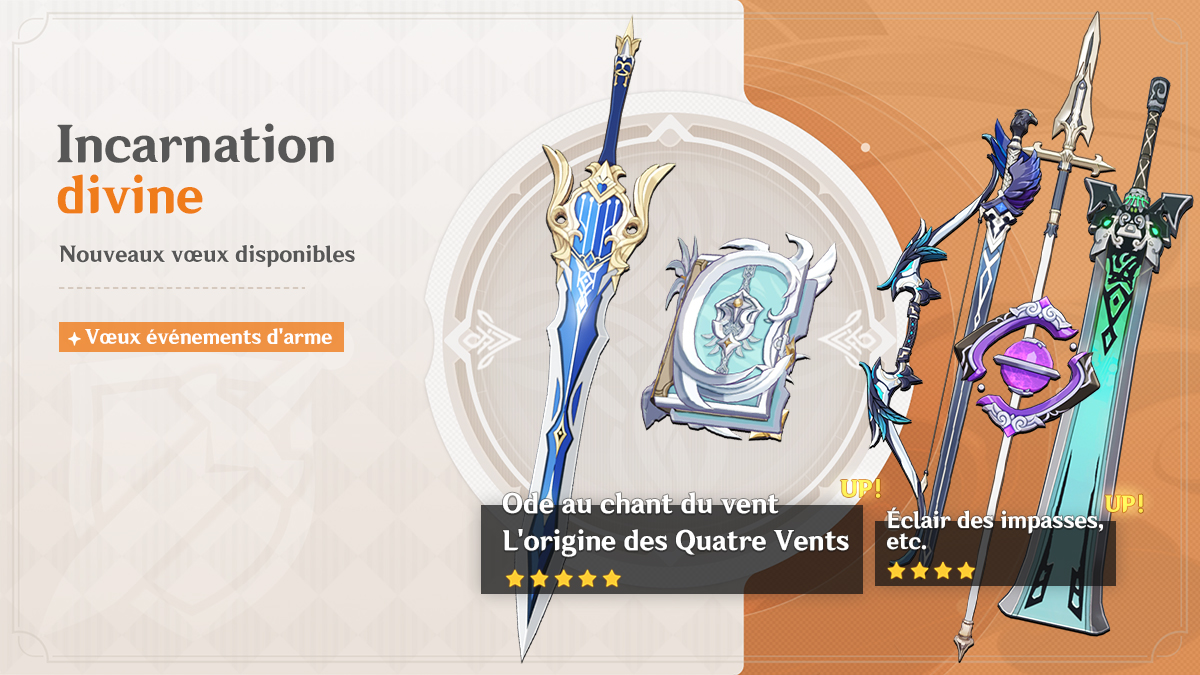 Incarnation
divine
Nouveaux vœux disponibles
Vœux événements d'arme
Ode au chant du vent
L'origine des Quatre Vents
UP!
Éclair des impasses,
etc.
UP!